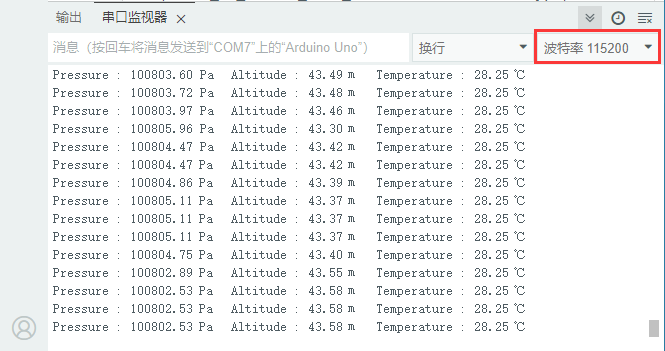 输出 串口监视器 ×
消息（按回车将消息发送到“COM7”上的“Arduino Uno”） 换行 波特率 115200
Pressure : 100803.60 Pa Altitude : 43.49 m Temperature : 28.25 ℃
Pressure : 100803.72 Pa Altitude : 43.48 m Temperature : 28.25 ℃
Pressure : 100803.97 Pa Altitude : 43.46 m Temperature : 28.25 ℃
Pressure : 100805.96 Pa Altitude : 43.30 m Temperature : 28.25 ℃
Pressure : 100804.47 Pa Altitude : 43.42 m Temperature : 28.25 ℃
Pressure : 100804.47 Pa Altitude : 43.42 m Temperature : 28.25 ℃
Pressure : 100804.86 Pa Altitude : 43.39 m Temperature : 28.25 ℃
Pressure : 100805.11 Pa Altitude : 43.37 m Temperature : 28.25 ℃
Pressure : 100805.11 Pa Altitude : 43.37 m Temperature : 28.25 ℃
Pressure : 100805.11 Pa Altitude : 43.37 m Temperature : 28.25 ℃
Pressure : 100804.75 Pa Altitude : 43.40 m Temperature : 28.25 ℃
Pressure : 100802.89 Pa Altitude : 43.55 m Temperature : 28.25 ℃
Pressure : 100802.53 Pa Altitude : 43.58 m Temperature : 28.25 ℃
Pressure : 100802.53 Pa Altitude : 43.58 m Temperature : 28.25 ℃
Pressure : 100802.53 Pa Altitude : 43.58 m Temperature : 28.25 ℃